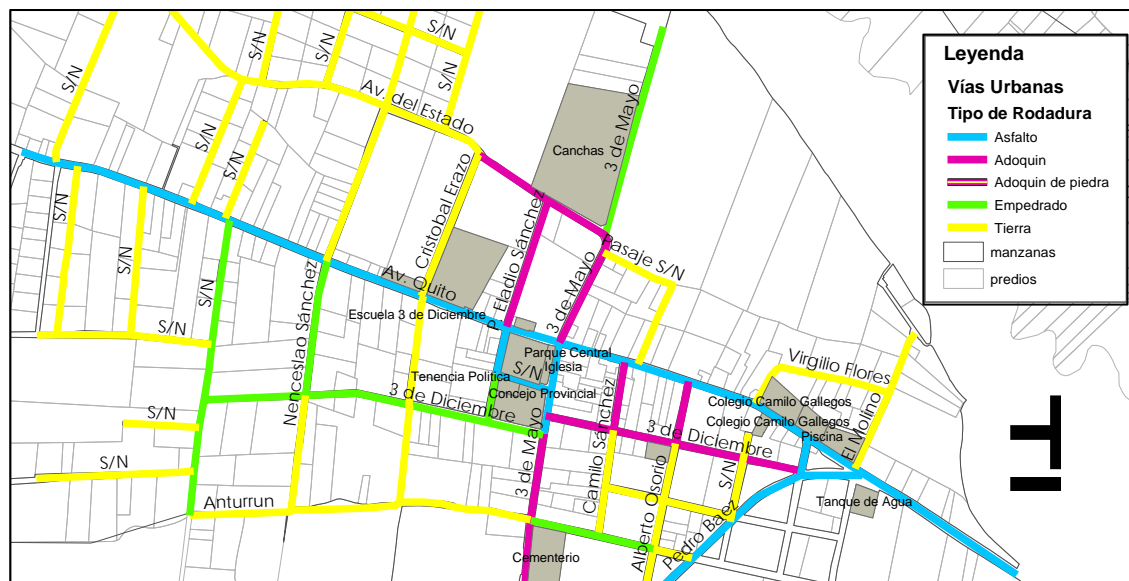 S/N
S/N
S/N
S/N
S/N
Leyenda
Vías Urbanas
Tipo de Rodadura
Asfalto
Adoquin
Adoquin de piedra
Empedrado
Tierra
manzanas
predios
Av. del Estado
3 de Mayo
Canchas
S/N
S/N
Cristobal Erazo
S/N
S/N
S/N
P. Eladio Sánchez
Pasaje S/N
3 de Mayo
Av. Quito
Nenceslao Sánchez
Escuela 3 de Diciembre
S/N
Parque Central
Iglesia
S/N
Tenencia Politica
Concejo Provincial
Virgilio Flores
3 de Diciembre
Colegio Camilo Gallegos
Colegio Camilo Gallegos
Piscina
El Molino
3 de Diciembre
3 de Mayo
Camilo Sánchez
S/N
S/N
S/N
Alberto Osorio
Anturrun
Pedro Baez
Tanque de Agua
Cementerio